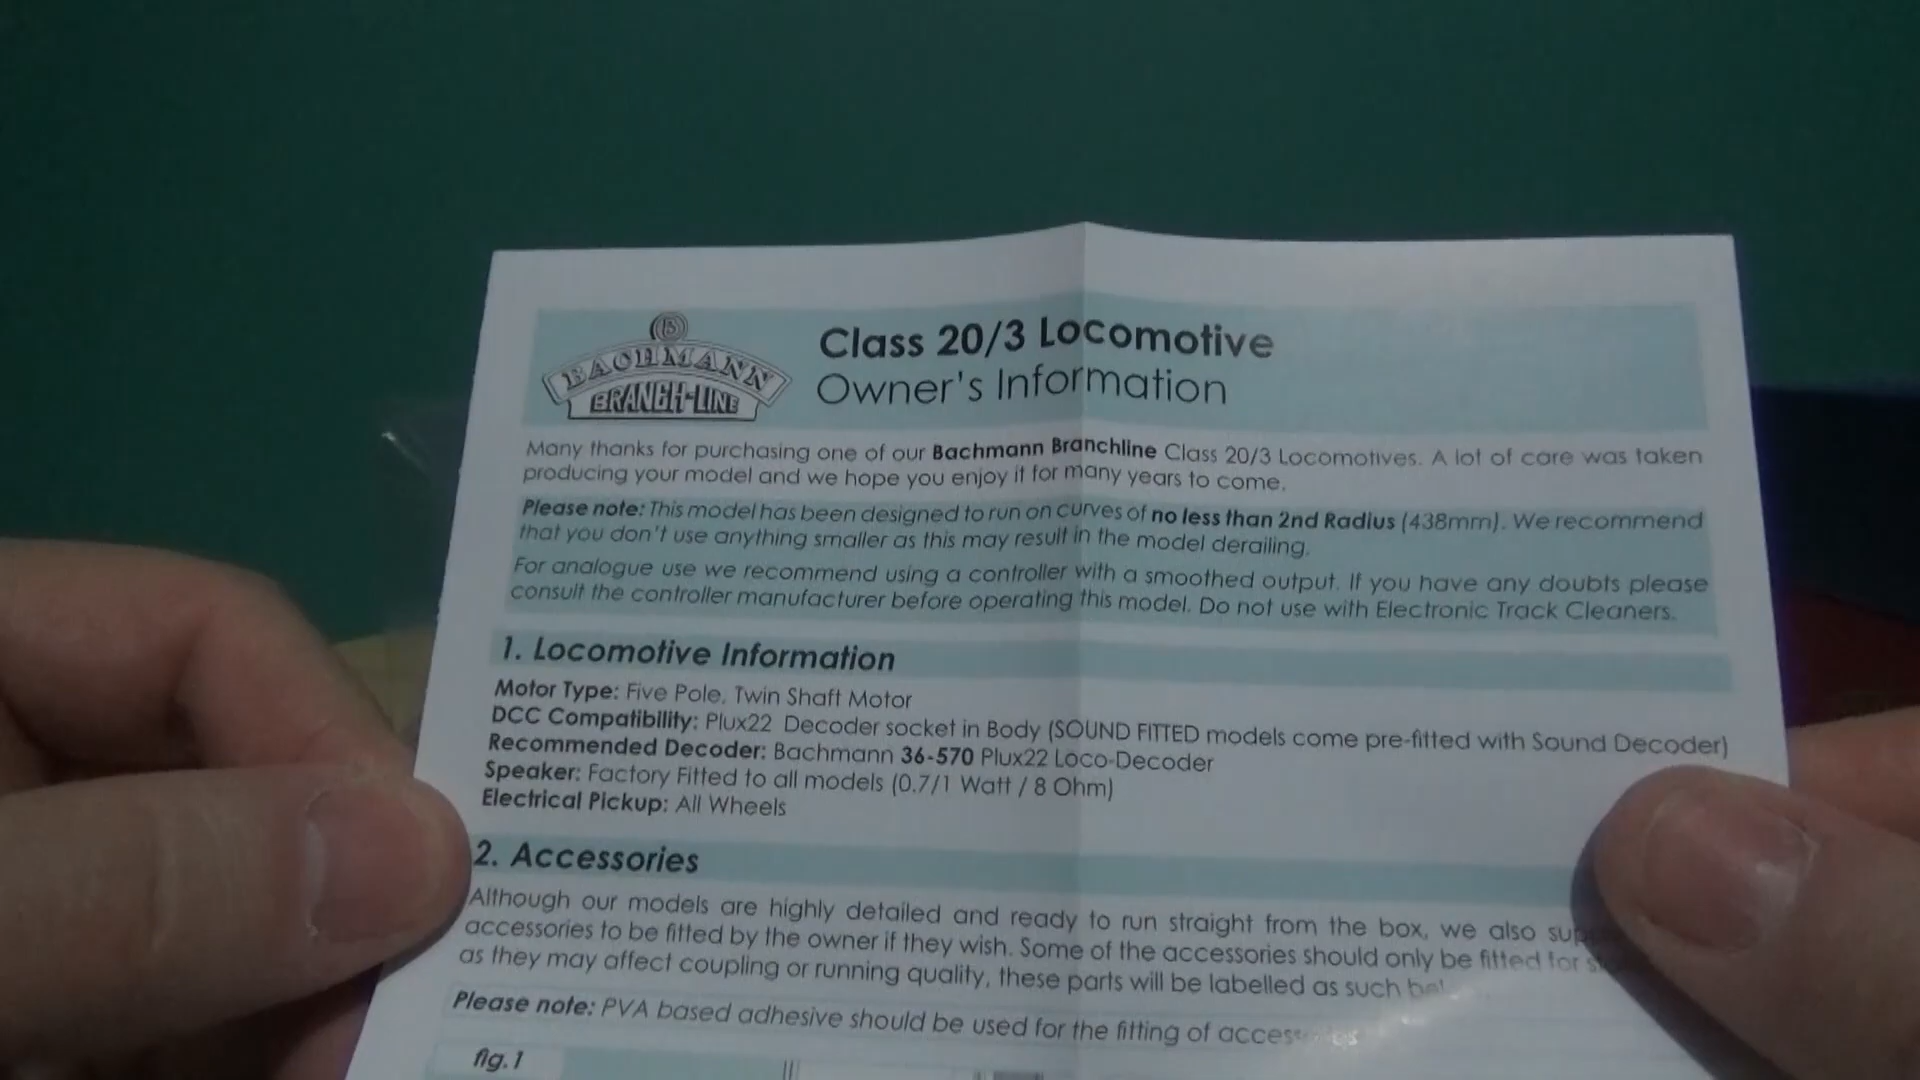 B
BACHMANN
BRANCH-LINE
Class 20/3 Locomotive
Owner's Information
Many thanks for purchasing one of our Bachmann Branchline Class 20/3 Locomotives. A lot of care was taken
producing your model and we hope you enjoy it for many years to come.
Please note: This model has been designed to run on curves of no less than 2nd Radius (438mm). We recommend
that you don't use anything smaller as this may result in the model derailing.
For analogue use we recommend using a controller with a smoothed output. If you have any doubts please
consult the controller manufacturer before operating this model. Do not use with Electronic Track Cleaners.
1. Locomotive Information
Motor Type: Five Pole, Twin Shaft Motor
DCC Compatibility: Plux22 Decoder socket in Body (SOUND FITTED models come pre-fitted with Sound Decoder)
Recommended Decoder: Bachmann 36-570 Plux22 Loco-Decoder
Speaker: Factory Fitted to all models (0.7/1 Watt / 8 Ohm)
Electrical Pickup: All Wheels
2. Accessories
Although our models are highly detailed and ready to run straight from the box, we also
accessories to be fitted by the owner if they wish. Some of the accessories should only be fitted for
as they may affect coupling or running quality, these parts will be labelled as such
Please note: PVA based adhesive should be used for the fitting of
fig.1